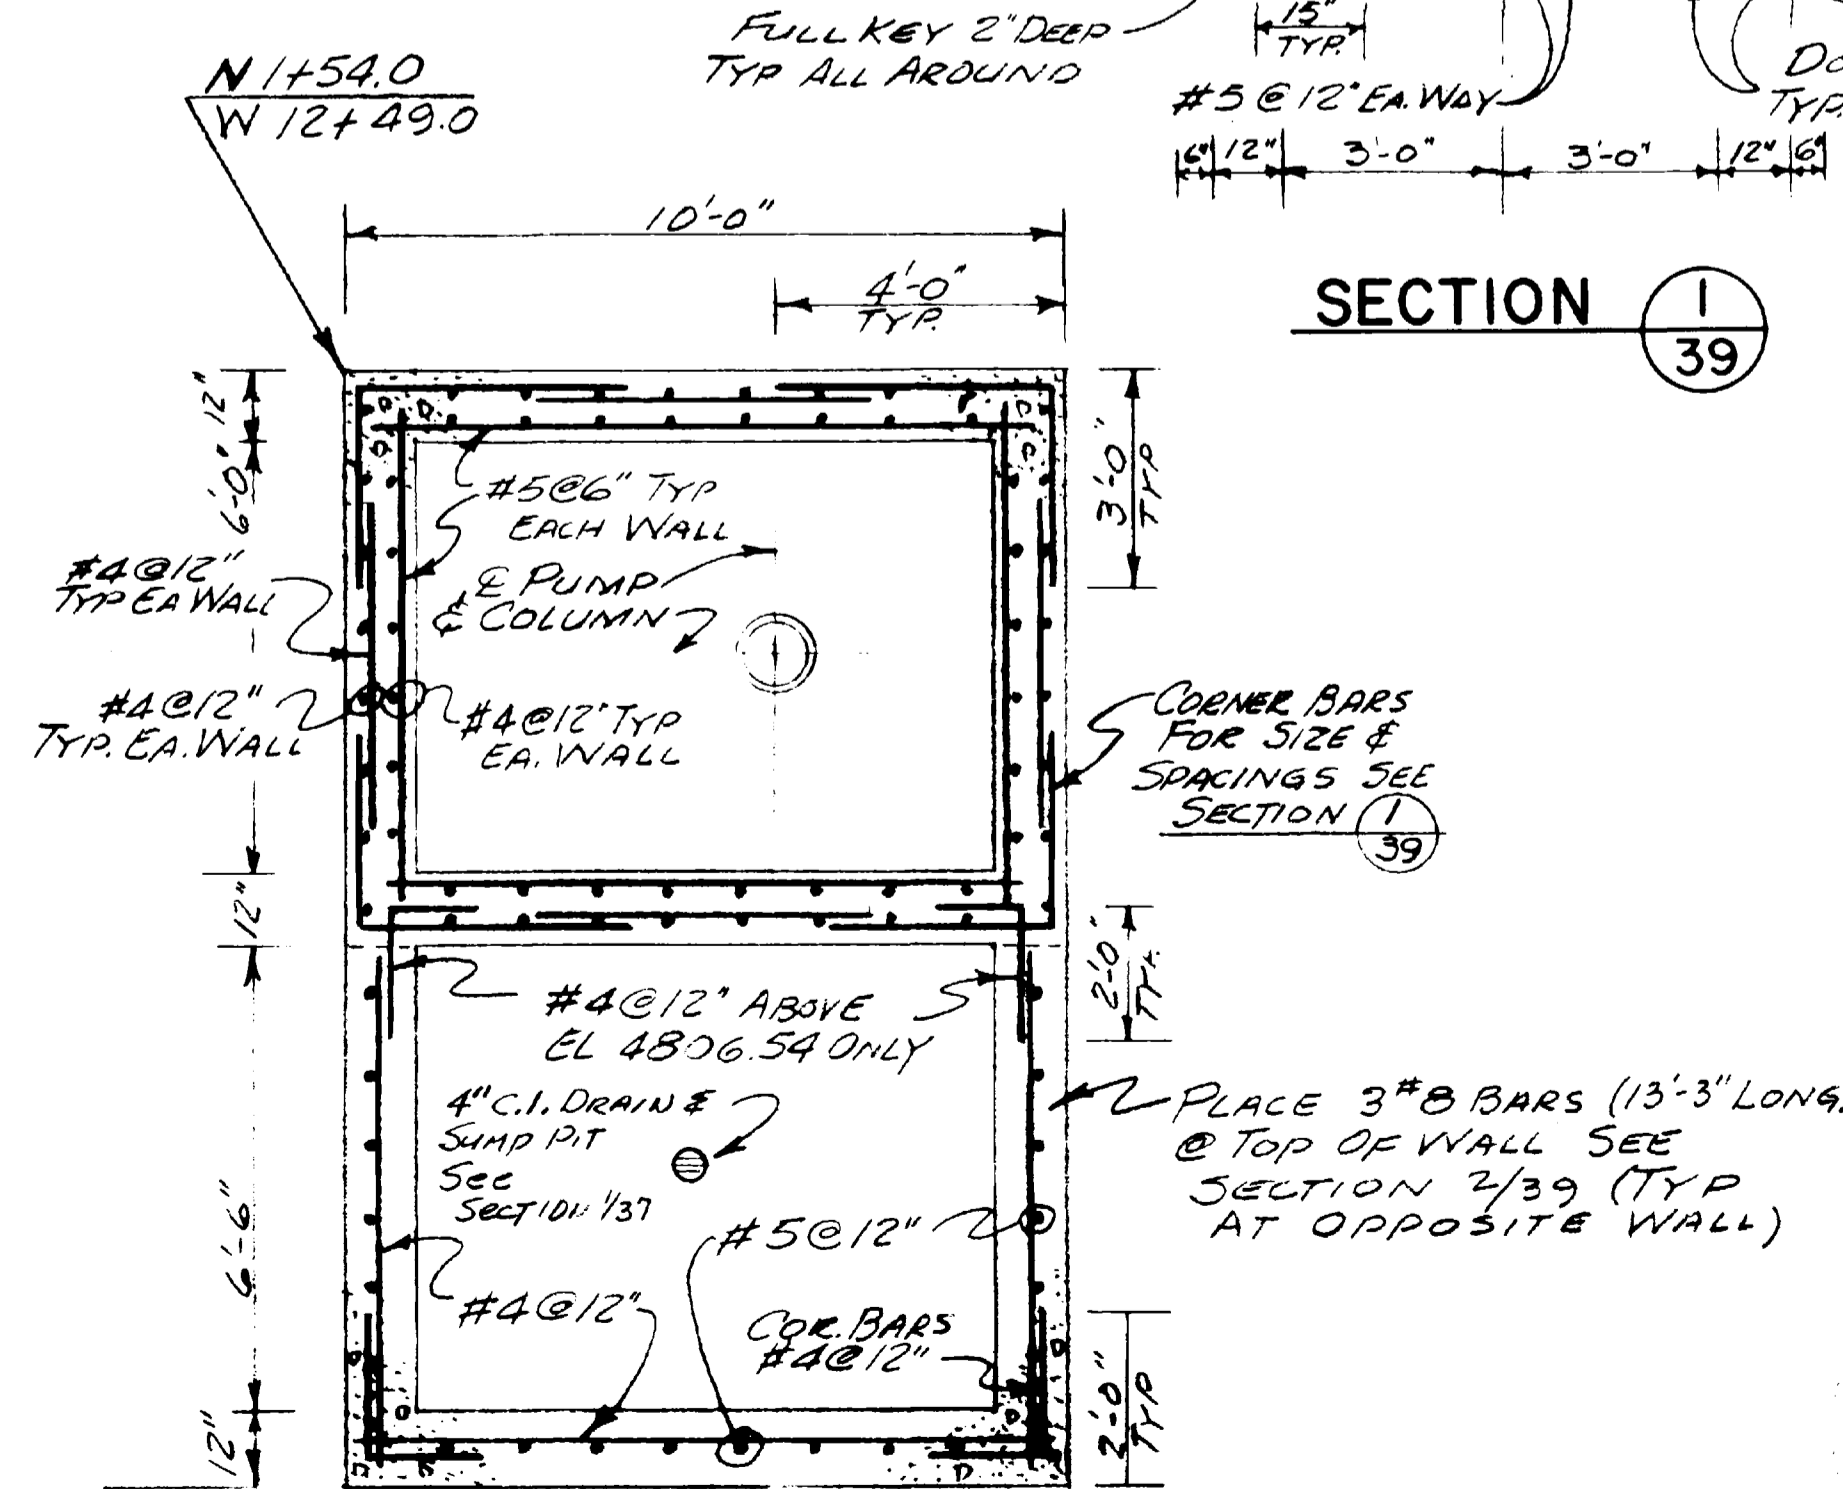 FULL KEY 2" DEEP
TYP ALL AROUND
15"
TYP.
#5 @ 12" EA. WAY
TYP.
6" 12" 3'-0" 3'-0" 12" 6"
N 1+54.0
W 12+49.0
10'-0"
4'-0"
TYP.
SECTION 1
39
12"
6'-0"
3'-0"
TYP
#5@6" TYP
EACH WALL
℄ PUMP
& COLUMN
#4@12"
TYP EA WALL
#4@12"
TYP. EA. WALL
#4@12" TYP
EA. WALL
CORNER BARS
FOR SIZE &
SPACINGS SEE
SECTION 1
39
12"
2'-0"
TYP.
#4@12" ABOVE
EL 4806.54 ONLY
4" C.I. DRAIN &
SUMP PIT
SEE
SECTION 1/37
PLACE 3 #8 BARS (13'-3" LONG
@ TOP OF WALL SEE
SECTION 2/39 (TYP
AT OPPOSITE WALL)
6'-6"
#5@12"
#4@12"
COR. BARS
#4@12"
2'-0"
TYP
12"